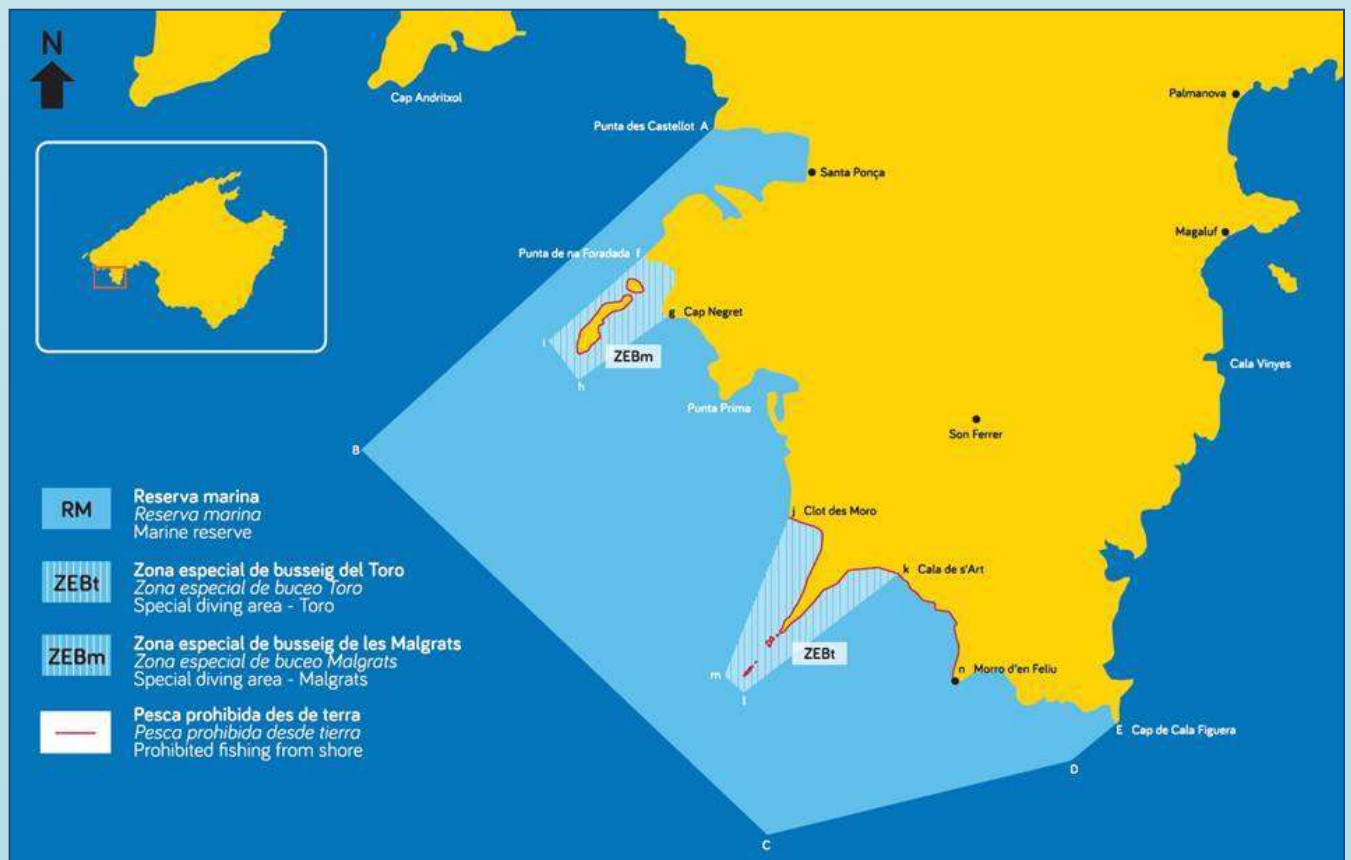 N
Cap Andritxol
Palmanova
Punta des Castellot A
Santa Ponça
Magaluf
Punta de na Foradada f
g Cap Negret
i
ZEBm
h
Cala Vinyes
Punta Prima
Son Ferrer
B
j Clot des Moro
k Cala de s'Art
ZEBt
n Morro d'en Feliu
m
l
E Cap de Cala Figuera
D
C
RM
Reserva marina
Reserva marina
Marine reserve
ZEBt
Zona especial de busseig del Toro
Zona especial de buceo Toro
Special diving area - Toro
ZEBm
Zona especial de busseig de les Malgrats
Zona especial de buceo Malgrats
Special diving area - Malgrats
Pesca prohibida des de terra
Pesca prohibida desde tierra
Prohibited fishing from shore